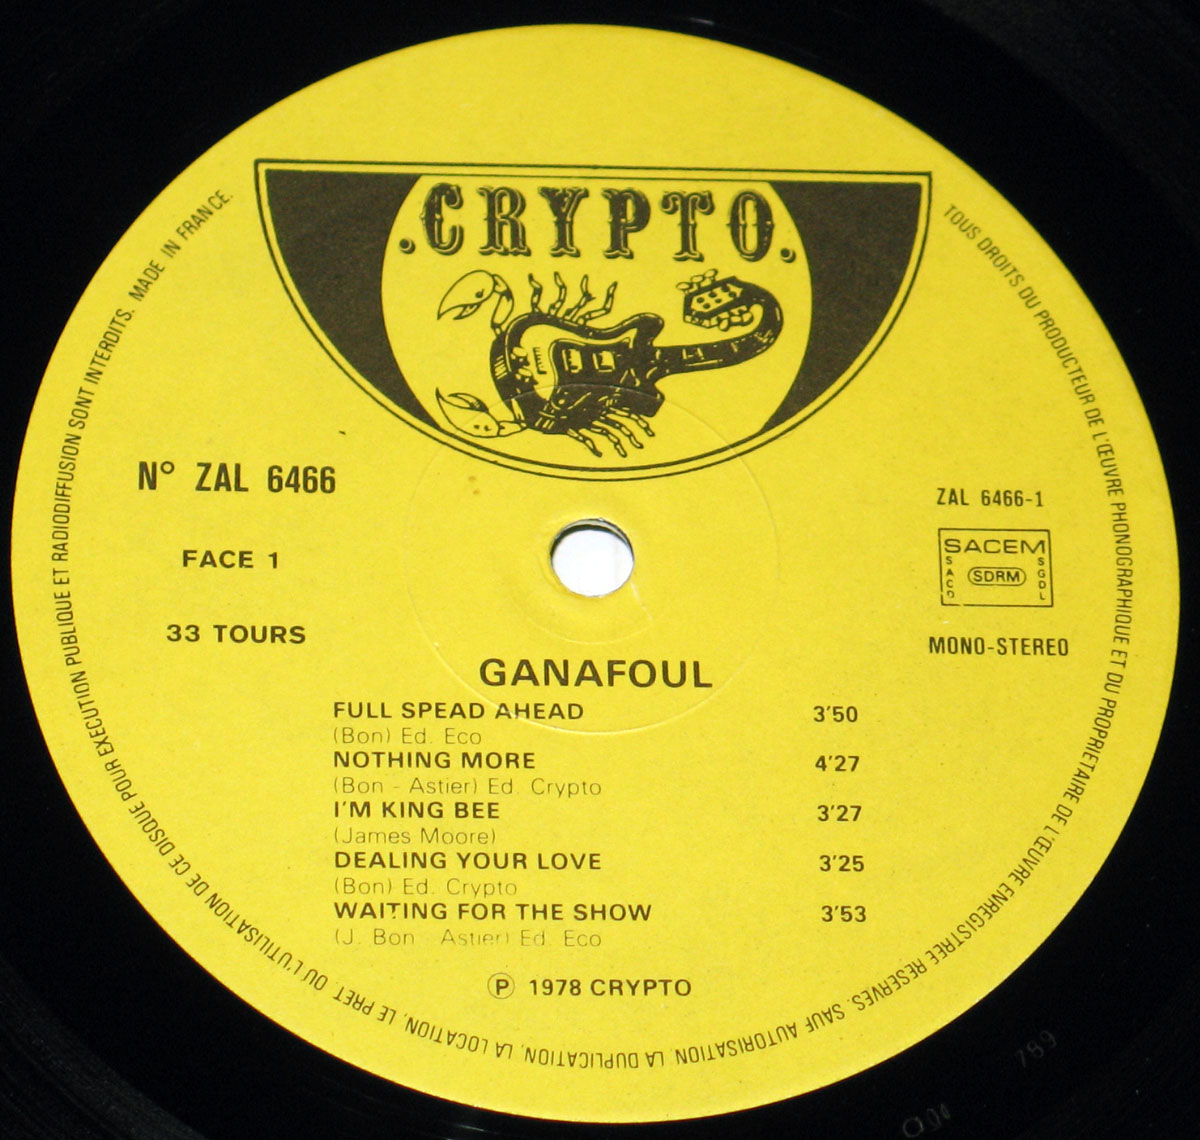 .CRYPTO.
N° ZAL 6466
FACE 1
33 TOURS
ZAL 6466-1
SACEM
SACD
SDRM
SGDL
MONO-STEREO
GANAFOUL
FULL SPEAD AHEAD 3'50
(Bon) Ed. Eco
NOTHING MORE 4'27
(Bon - Astier) Ed. Crypto
I'M KING BEE 3'27
(James Moore)
DEALING YOUR LOVE 3'25
(Bon) Ed. Crypto
WAITING FOR THE SHOW 3'53
(J. Bon - Astier) Ed. Eco
℗ 1978 CRYPTO
TOUS DROITS DU PRODUCTEUR DE L'ŒUVRE PHONOGRAPHIQUE ET DU PROPRIETAIRE DE L'ŒUVRE ENREGISTREE RESERVES. SAUF AUTORISATION, LA DUPLICATION, LA LOCATION, LE PRET OU L'UTILISATION DE CE DISQUE POUR EXECUTION PUBLIQUE ET RADIODIFFUSION SONT INTERDITS. MADE IN FRANCE.
789